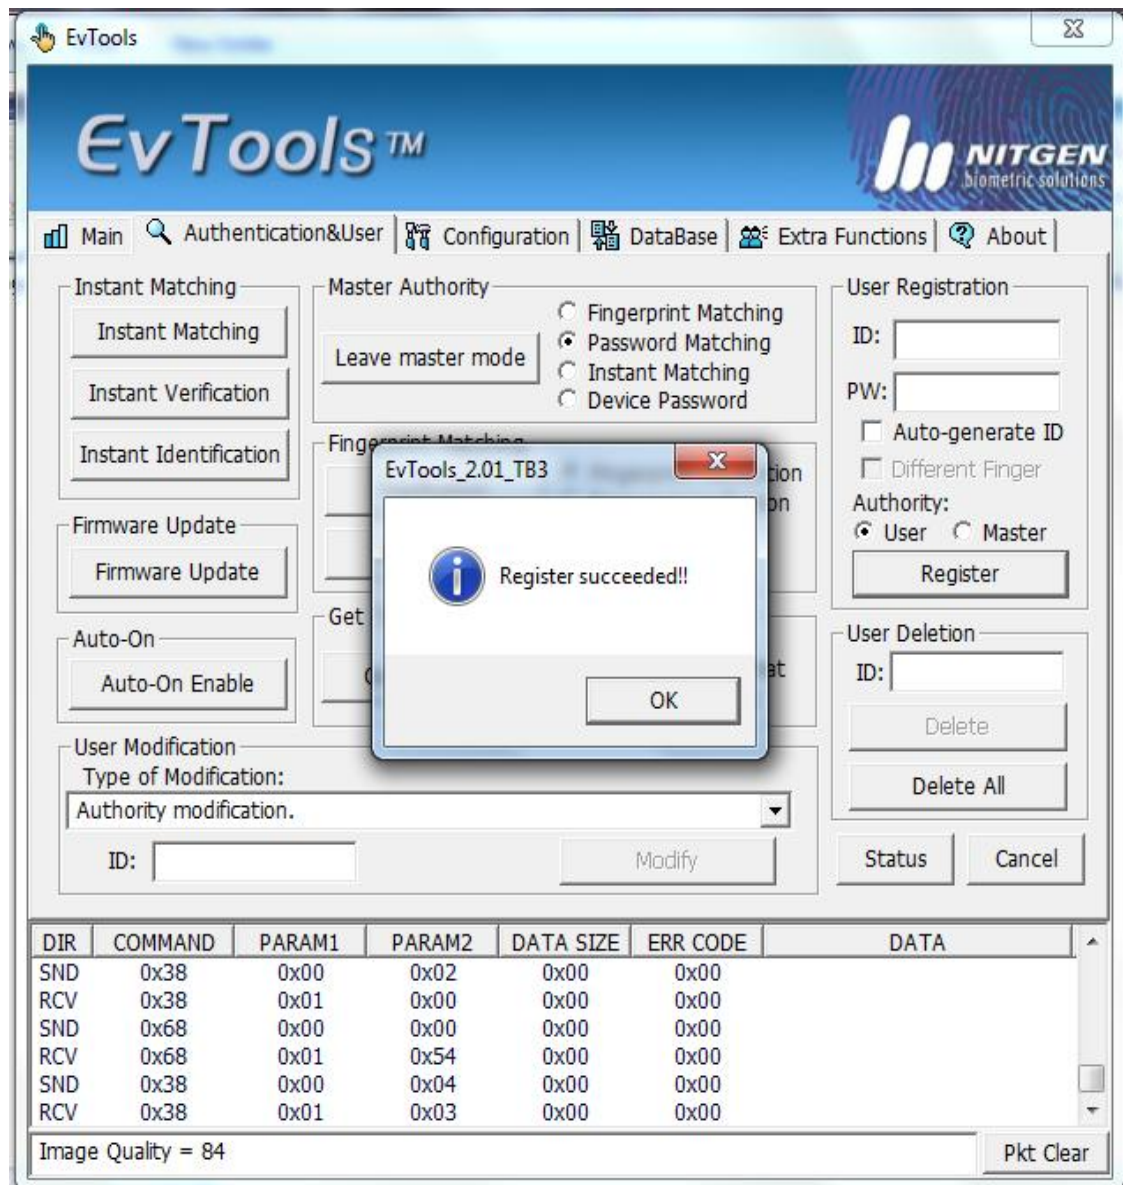 EvTools
EvTools™
NITGEN
biometric solutions
Main Authentication&User Configuration DataBase Extra Functions About
Instant Matching
Instant Matching
Instant Verification
Instant Identification
Firmware Update
Firmware Update
Auto-On
Auto-On Enable
Master Authority
Leave master mode
Fingerprint Matching
Password Matching
Instant Matching
Device Password
Get
EvTools_2.01_TB3
Register succeeded!!
OK
User Registration
ID:
PW:
Auto-generate ID
Different Finger
Authority:
User Master
Register
User Deletion
ID:
Delete
Delete All
User Modification
Type of Modification:
Authority modification.
ID:
Modify
Status Cancel
DIR COMMAND PARAM1 PARAM2 DATA SIZE ERR CODE DATA
SND 0x38 0x00 0x02 0x00 0x00
RCV 0x38 0x01 0x00 0x00 0x00
SND 0x68 0x00 0x00 0x00 0x00
RCV 0x68 0x01 0x54 0x00 0x00
SND 0x38 0x00 0x04 0x00 0x00
RCV 0x38 0x01 0x03 0x00 0x00
Image Quality = 84
Pkt Clear